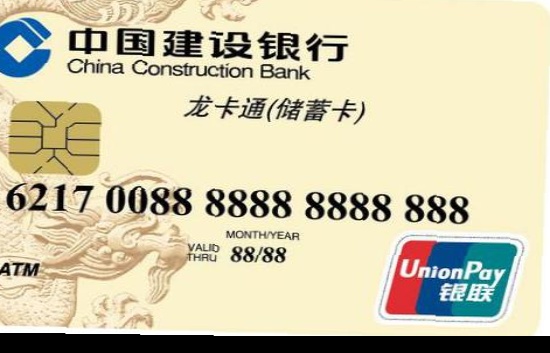 中国建设银行
China Construction Bank
龙卡通(储蓄卡)
6217 0088 8888 8888 888
MONTH/YEAR
VALID
THRU 88/88
ATM
UnionPay
银联